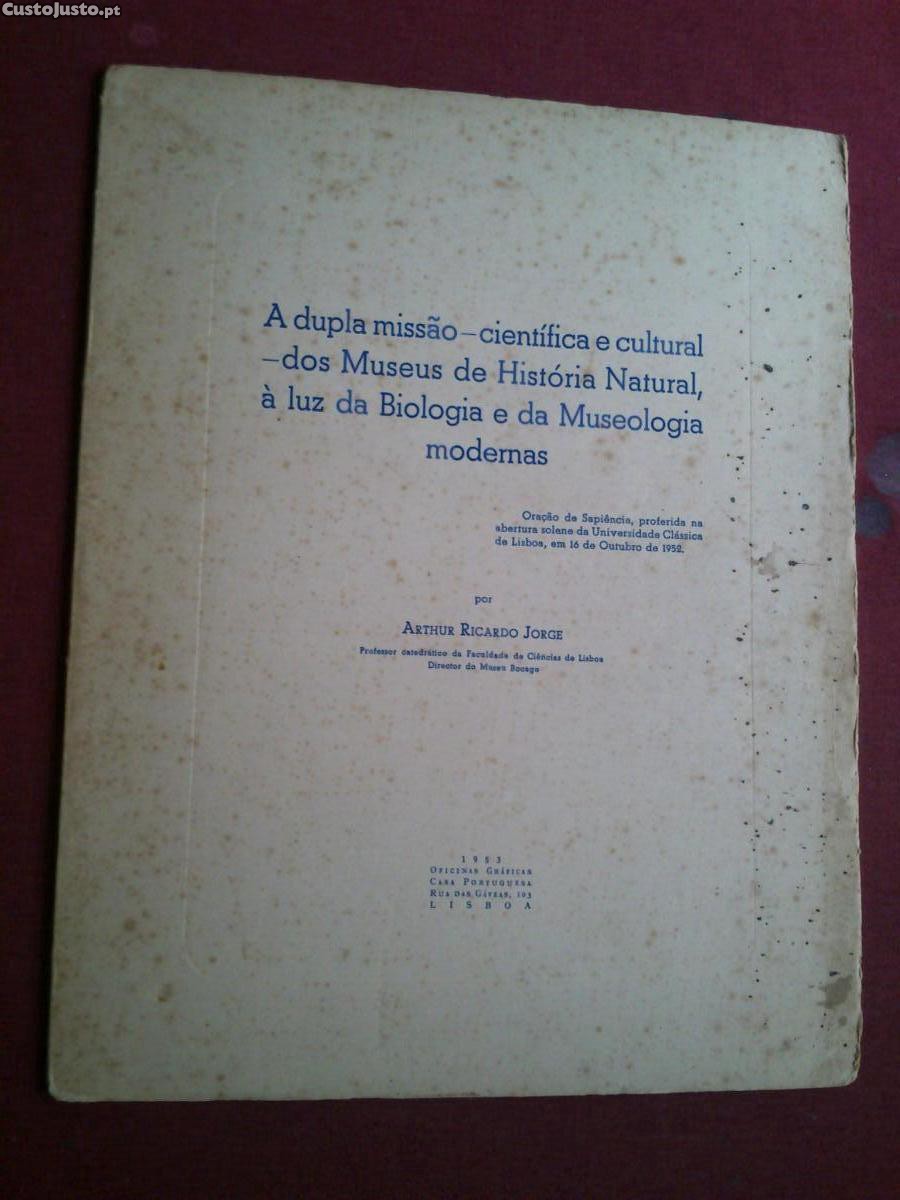 CustoJusto.pt
A dupla missão – científica e cultural
– dos Museus de História Natural,
à luz da Biologia e da Museologia
modernas
Oração de Sapiência, proferida na
abertura solene da Universidade Clássica
de Lisboa, em 16 de Outubro de 1952.
por
ARTHUR RICARDO JORGE
Professor catedrático da Faculdade de Ciências de Lisboa
Director do Museu Bocage
1953
OFICINAS GRÁFICAS
CASA PORTUGUESA
RUA DAS GÁVEAS, 103
LISBOA